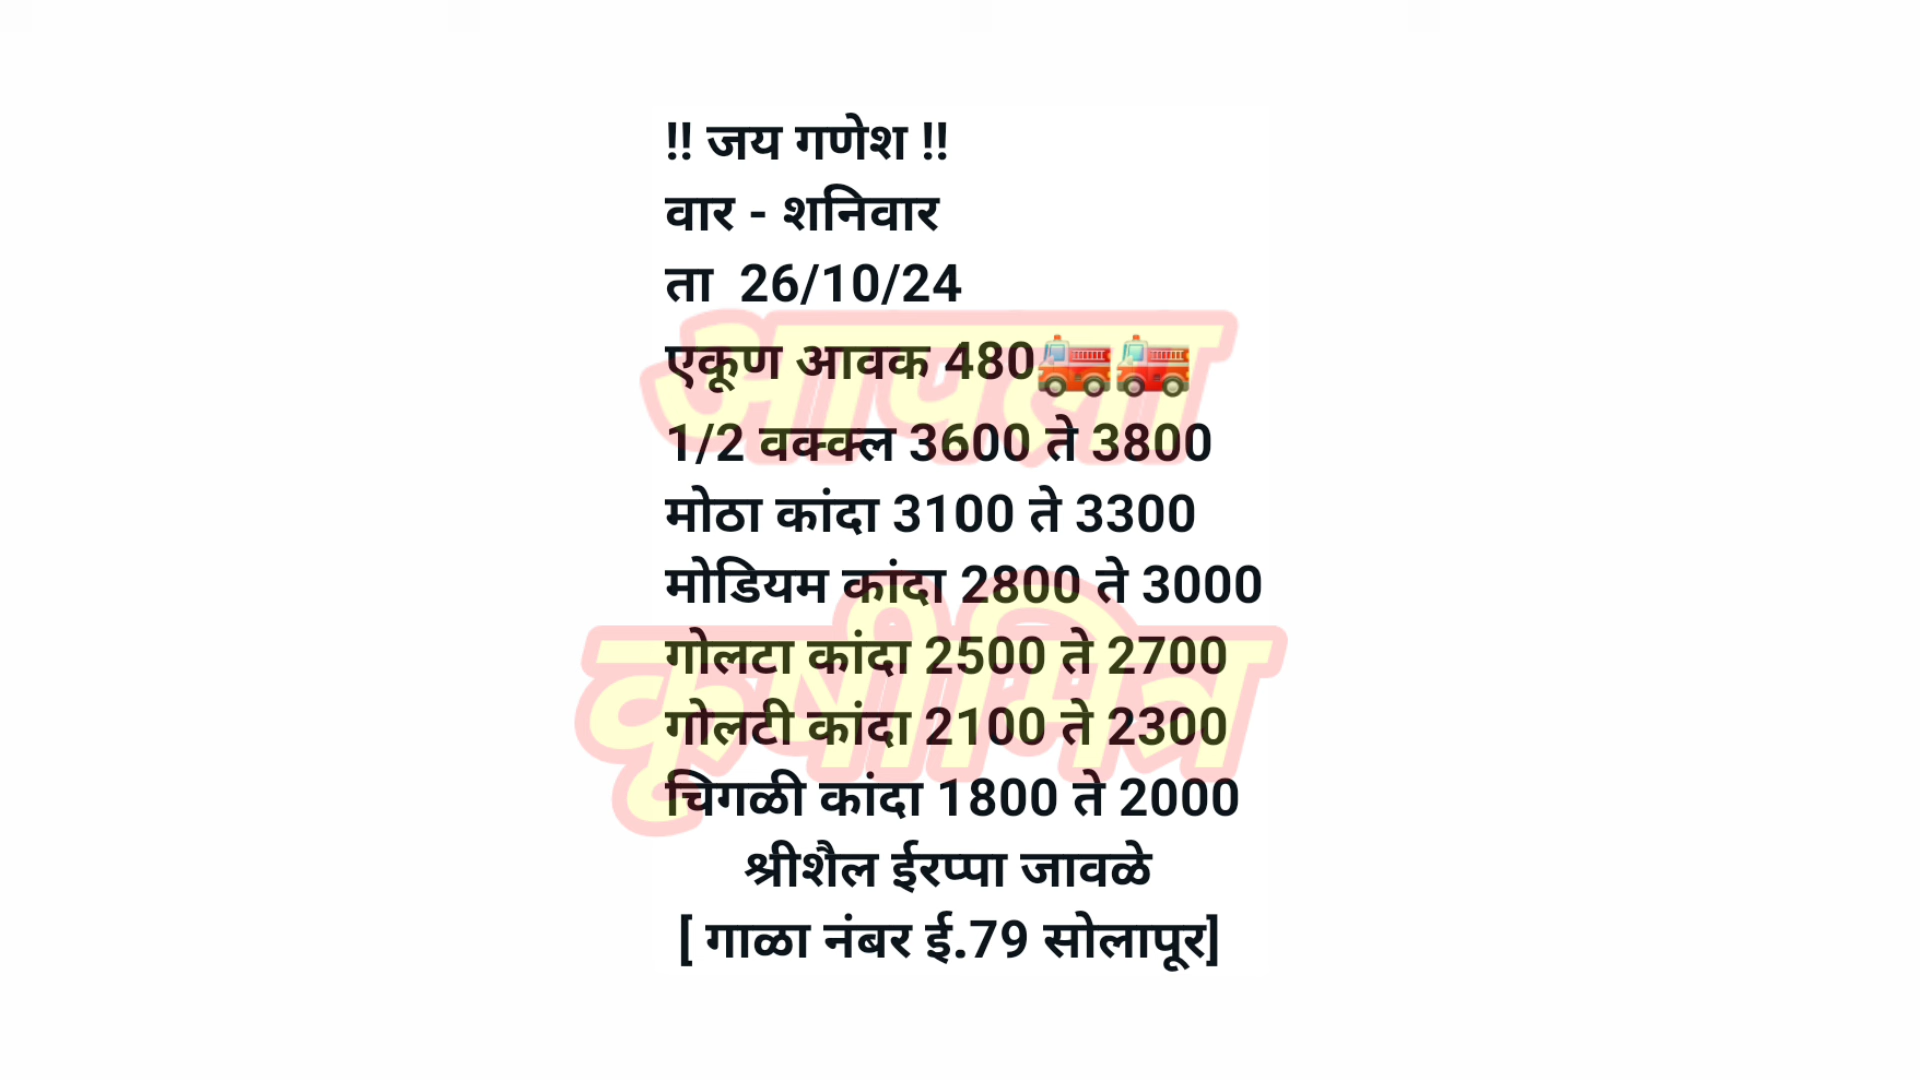 !! जय गणेश !!
वार - शनिवार
ता 26/10/24
एकूण आवक 480🚒🚒
1/2 वक्क्ल 3600 ते 3800
मोठा कांदा 3100 ते 3300
मोडियम कांदा 2800 ते 3000
गोलटा कांदा 2500 ते 2700
गोलटी कांदा 2100 ते 2300
चिगळी कांदा 1800 ते 2000
श्रीशैल ईरप्पा जावळे
[ गाळा नंबर ई.79 सोलापूर]
आपला
कृषीमित्र